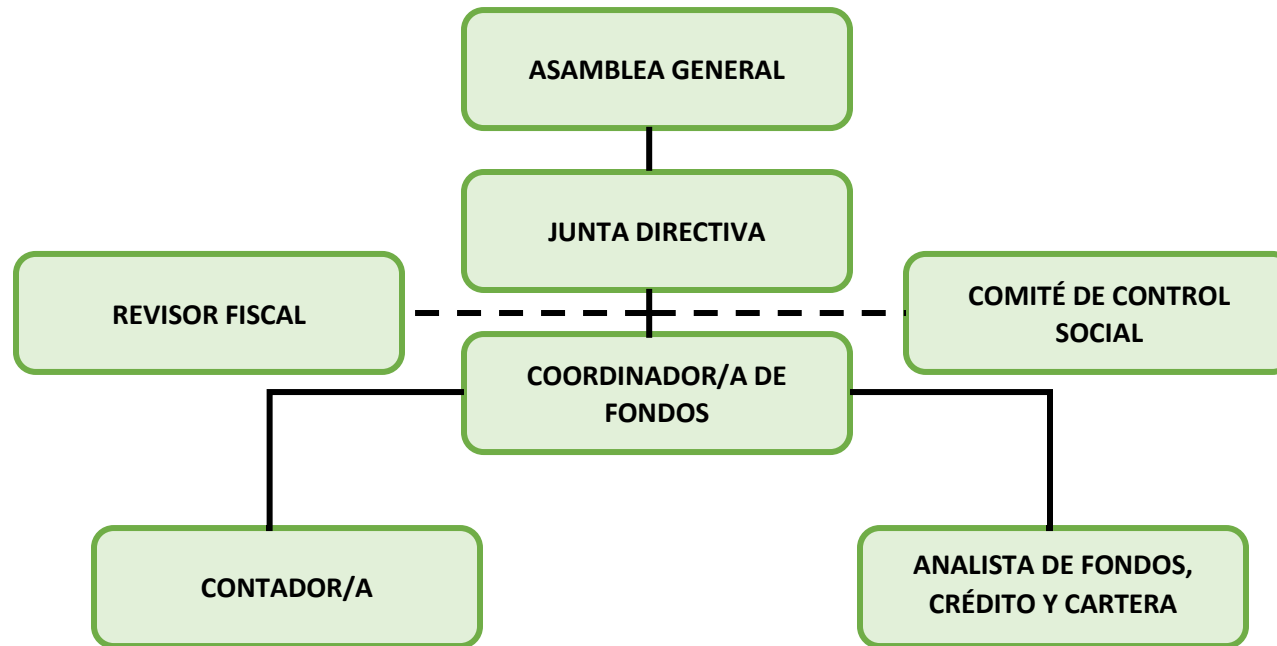 ASAMBLEA GENERAL
JUNTA DIRECTIVA
REVISOR FISCAL
COMITÉ DE CONTROL
SOCIAL
COORDINADOR/A DE
FONDOS
CONTADOR/A
ANALISTA DE FONDOS,
CRÉDITO Y CARTERA